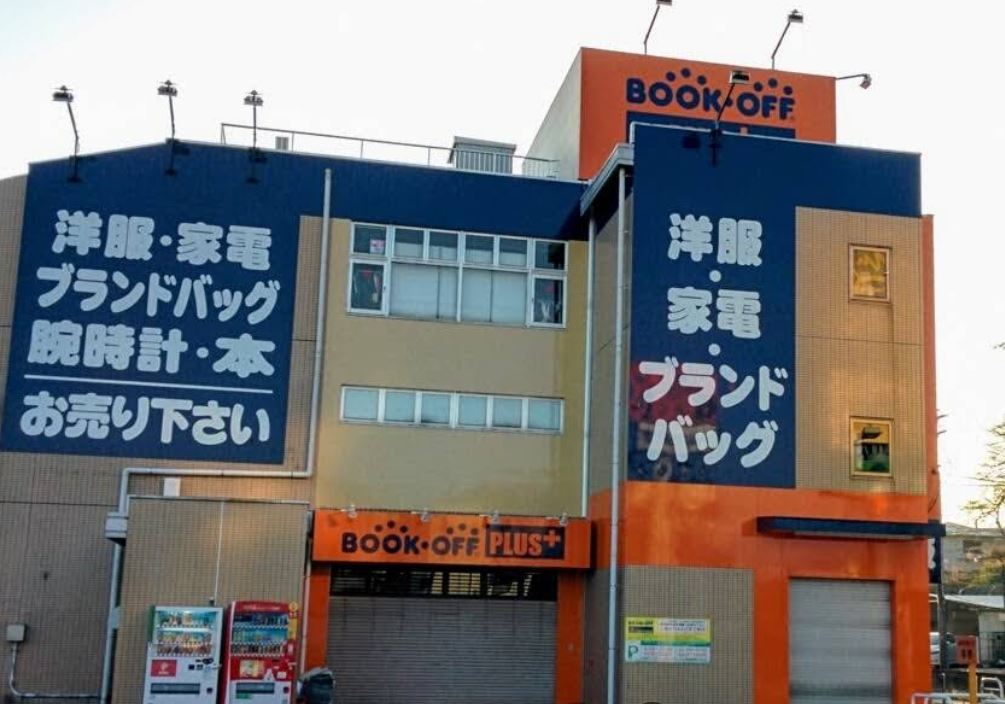 BOOK・OFF
洋服・家電
ブランドバッグ
腕時計・本
お売り下さい
洋服
・
家電
・
ブランド
バッグ
BOOK・OFF PLUS+